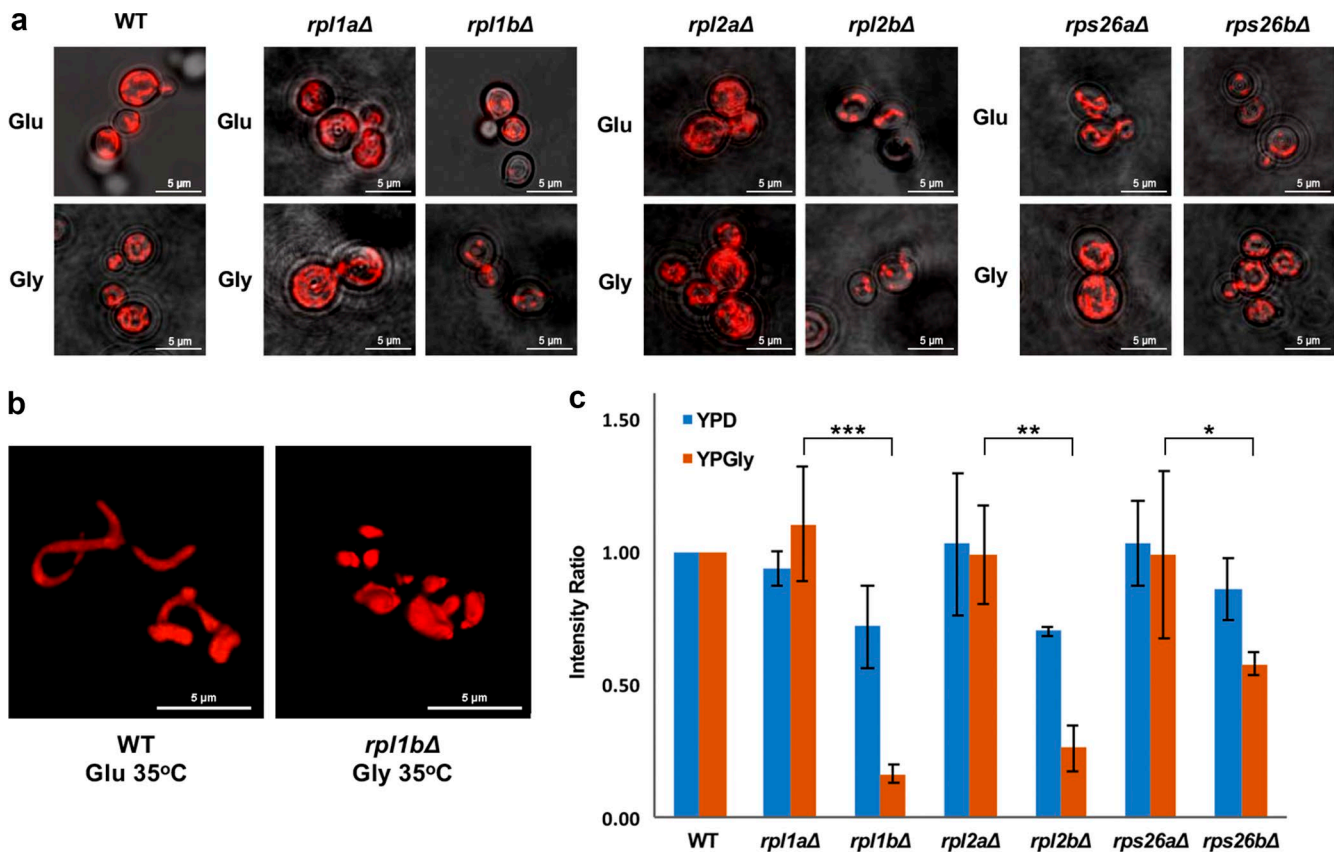 a
WT
rpl1aΔ
rpl1bΔ
rpl2aΔ
rpl2bΔ
rps26aΔ
rps26bΔ
Glu
5 µm
Glu
5 µm
5 µm
Glu
5 µm
5 µm
Glu
5 µm
5 µm
Gly
5 µm
Gly
5 µm
5 µm
Gly
5 µm
5 µm
Gly
5 µm
5 µm
b
5 µm
5 µm
WT
Glu 35ºC
rpl1bΔ
Gly 35ºC
c
1.50
1.00
0.50
0.00
Intensity Ratio
YPD
YPGly
***
**
*
WT
rpl1aΔ
rpl1bΔ
rpl2aΔ
rpl2bΔ
rps26aΔ
rps26bΔ